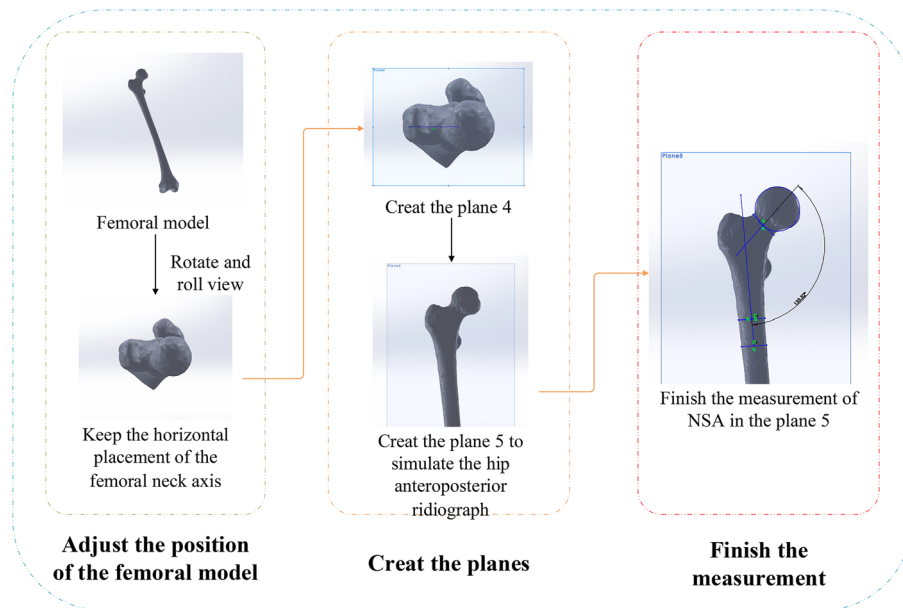 Femoral model
Rotate and
roll view
Keep the horizontal
placement of the
femoral neck axis
Adjust the position
of the femoral model
Creat the plane 4
Creat the plane 5 to
simulate the hip
anteroposterior
ridiograph
Creat the planes
Plane5
Finish the measurement of
NSA in the plane 5
Finish the
measurement